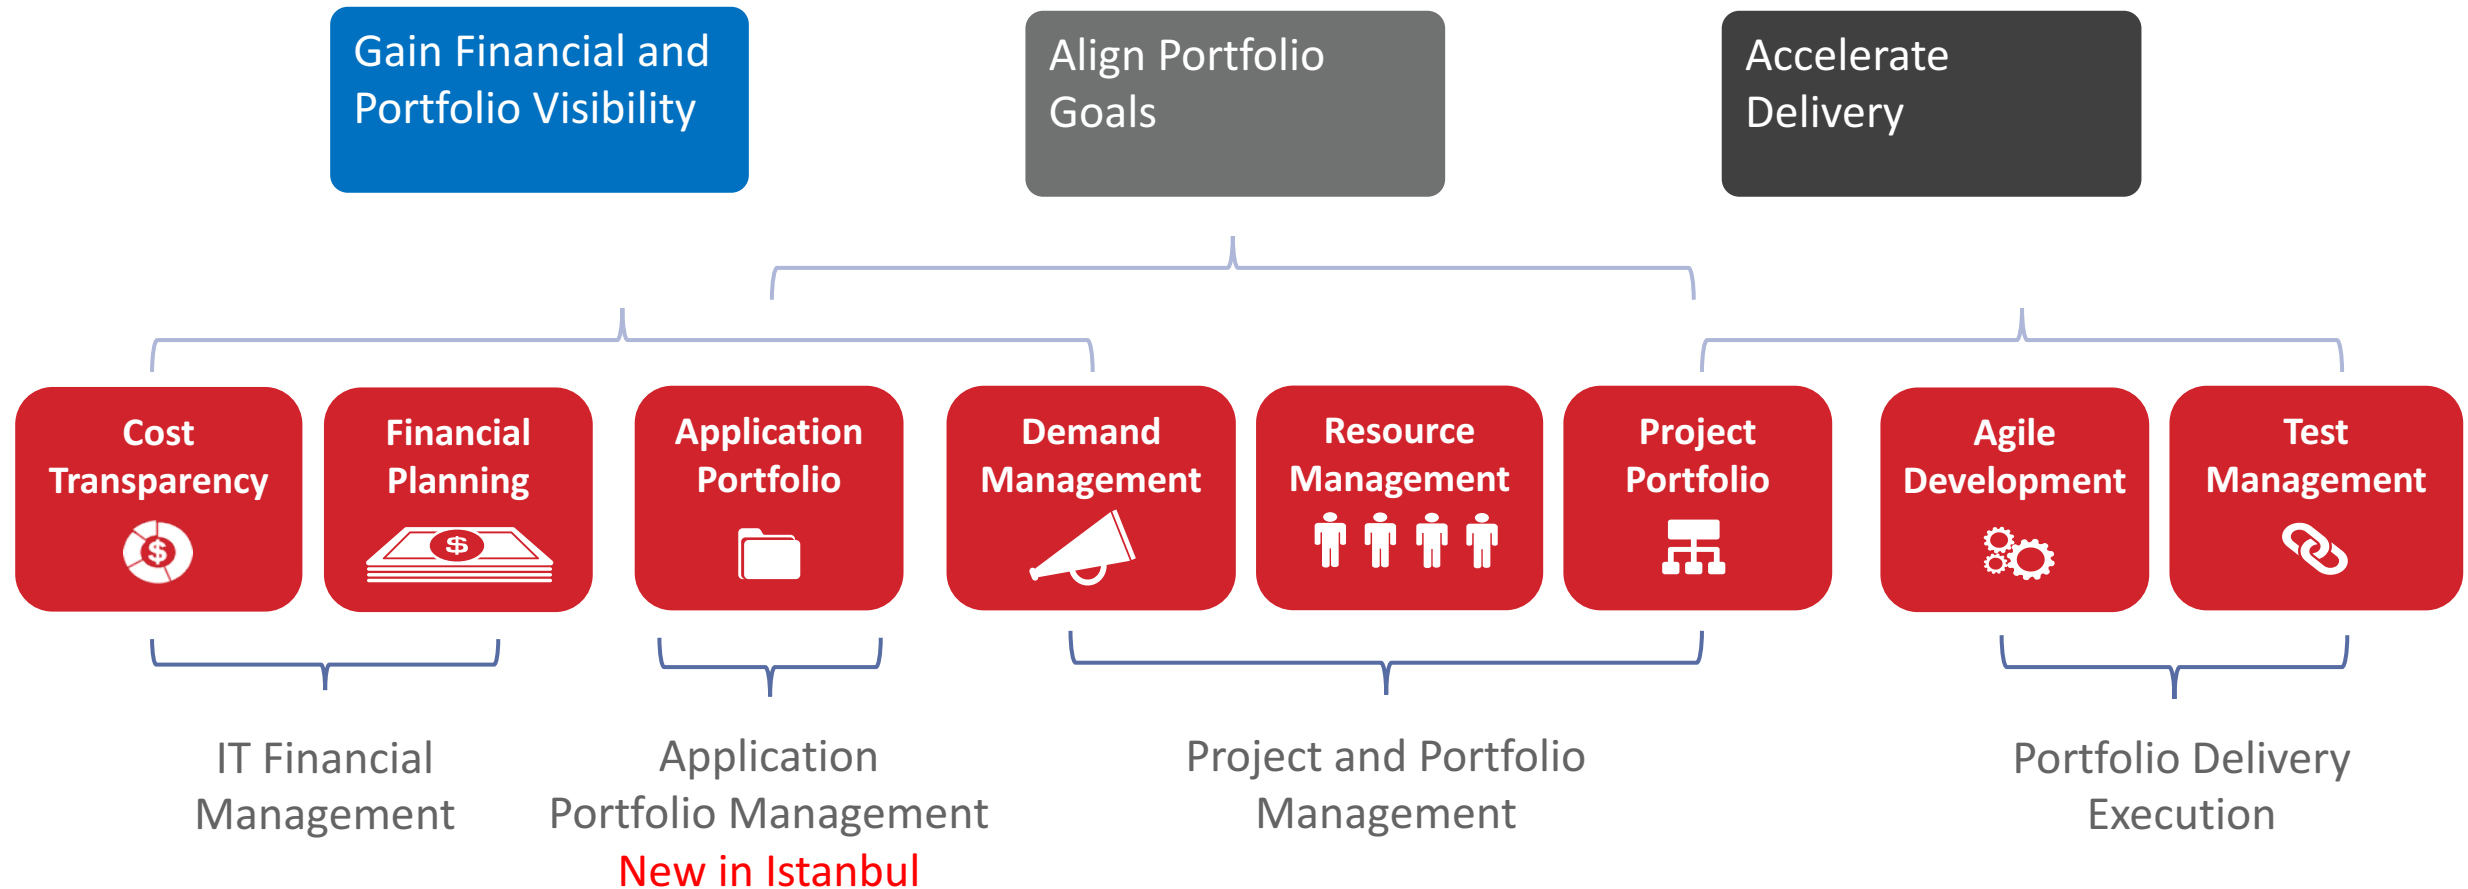 Gain Financial and
Portfolio Visibility
Align Portfolio
Goals
Accelerate
Delivery
Cost
Transparency
$
Financial
Planning
$
Application
Portfolio
Demand
Management
Resource
Management
Project
Portfolio
Agile
Development
Test
Management
IT Financial
Management
Application
Portfolio Management
New in Istanbul
Project and Portfolio
Management
Portfolio Delivery
Execution